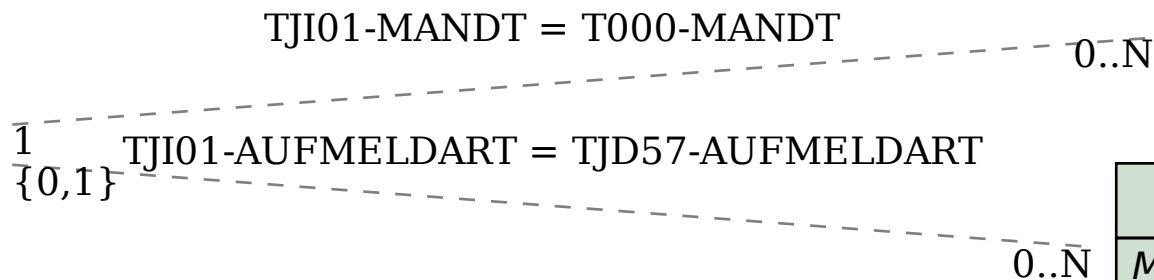 TJI01-MANDT = T000-MANDT
0..N
1
TJI01-AUFMELDART = TJD57-AUFMELDART
{0,1}
0..N